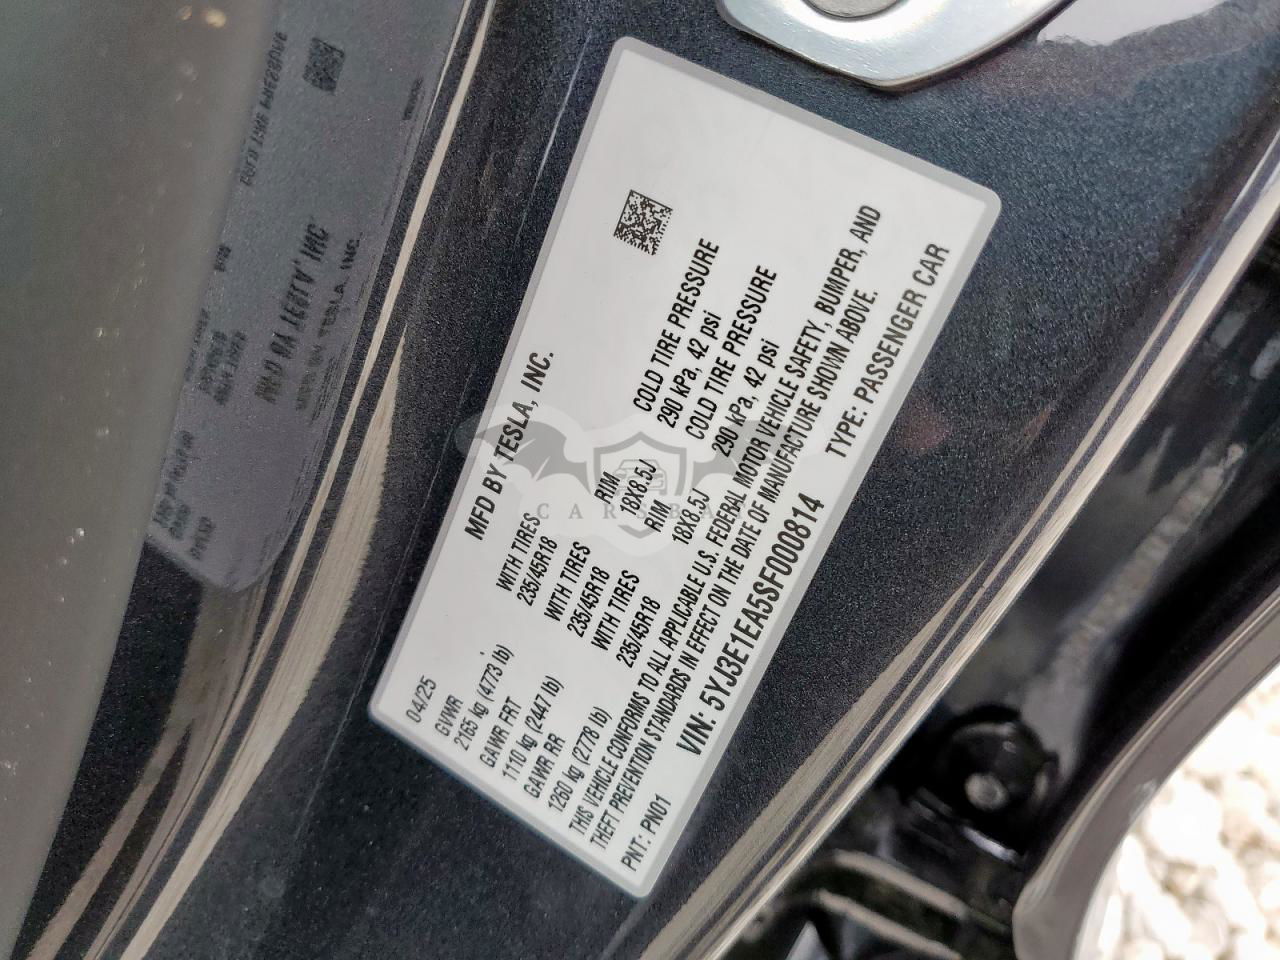 MFD BY TESLA, INC.
04/25
GVWR
2165 kg (4773 lb)
WITH TIRES
235/45R18
GAWR FRT
1110 kg (2447 lb)
WITH TIRES
235/45R18
RIM
18X8.5J
COLD TIRE PRESSURE
290 kPa, 42 psi
GAWR RR
1260 kg (2778 lb)
WITH TIRES
235/45R18
RIM
18X8.5J
COLD TIRE PRESSURE
290 kPa, 42 psi
THIS VEHICLE CONFORMS TO ALL APPLICABLE U.S. FEDERAL MOTOR VEHICLE SAFETY, BUMPER, AND
THEFT PREVENTION STANDARDS IN EFFECT ON THE DATE OF MANUFACTURE SHOWN ABOVE.
PNT: PN01
VIN: 5YJ3E1EA5SF000814
TYPE: PASSENGER CAR